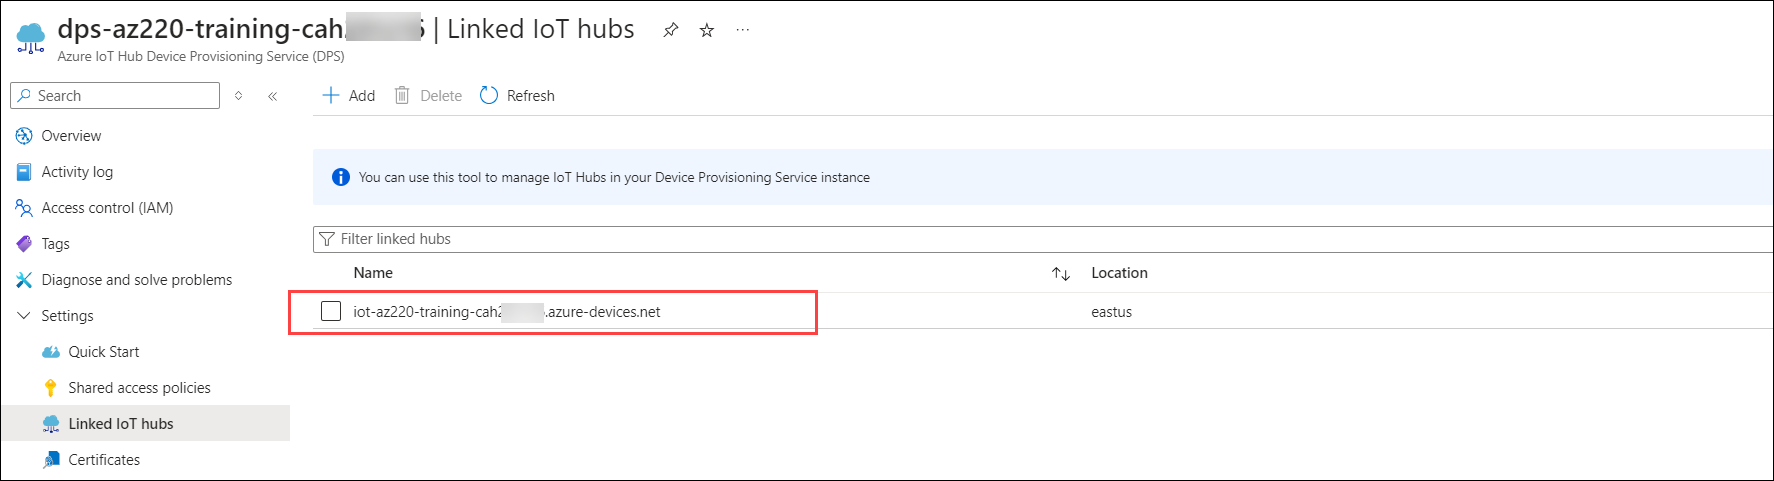 dps-az220-training-cah | Linked IoT hubs
Azure IoT Hub Device Provisioning Service (DPS)
Search
Add Delete Refresh
Overview
Activity log
Access control (IAM)
Tags
Diagnose and solve problems
Settings
Quick Start
Shared access policies
Linked IoT hubs
Certificates
You can use this tool to manage IoT Hubs in your Device Provisioning Service instance
Filter linked hubs
Name Location
iot-az220-training-cah .azure-devices.net eastus